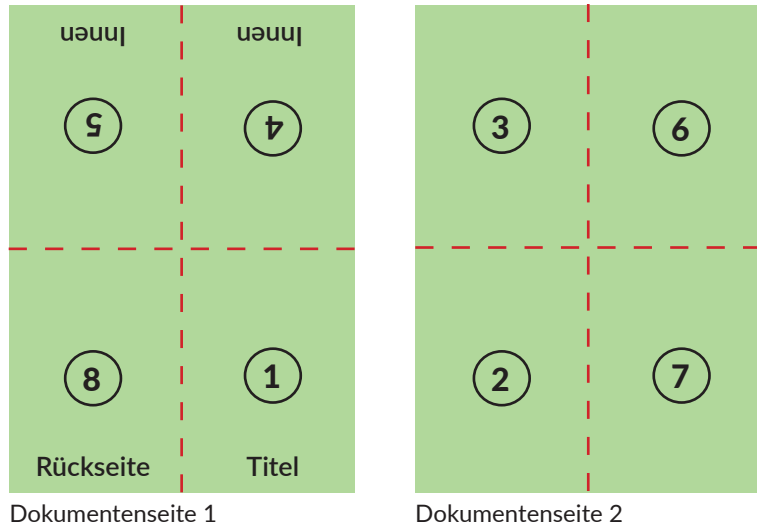 Innen Innen
5 4
8 1
Rückseite Titel
Dokumentenseite 1
3 6
2 7
Dokumentenseite 2